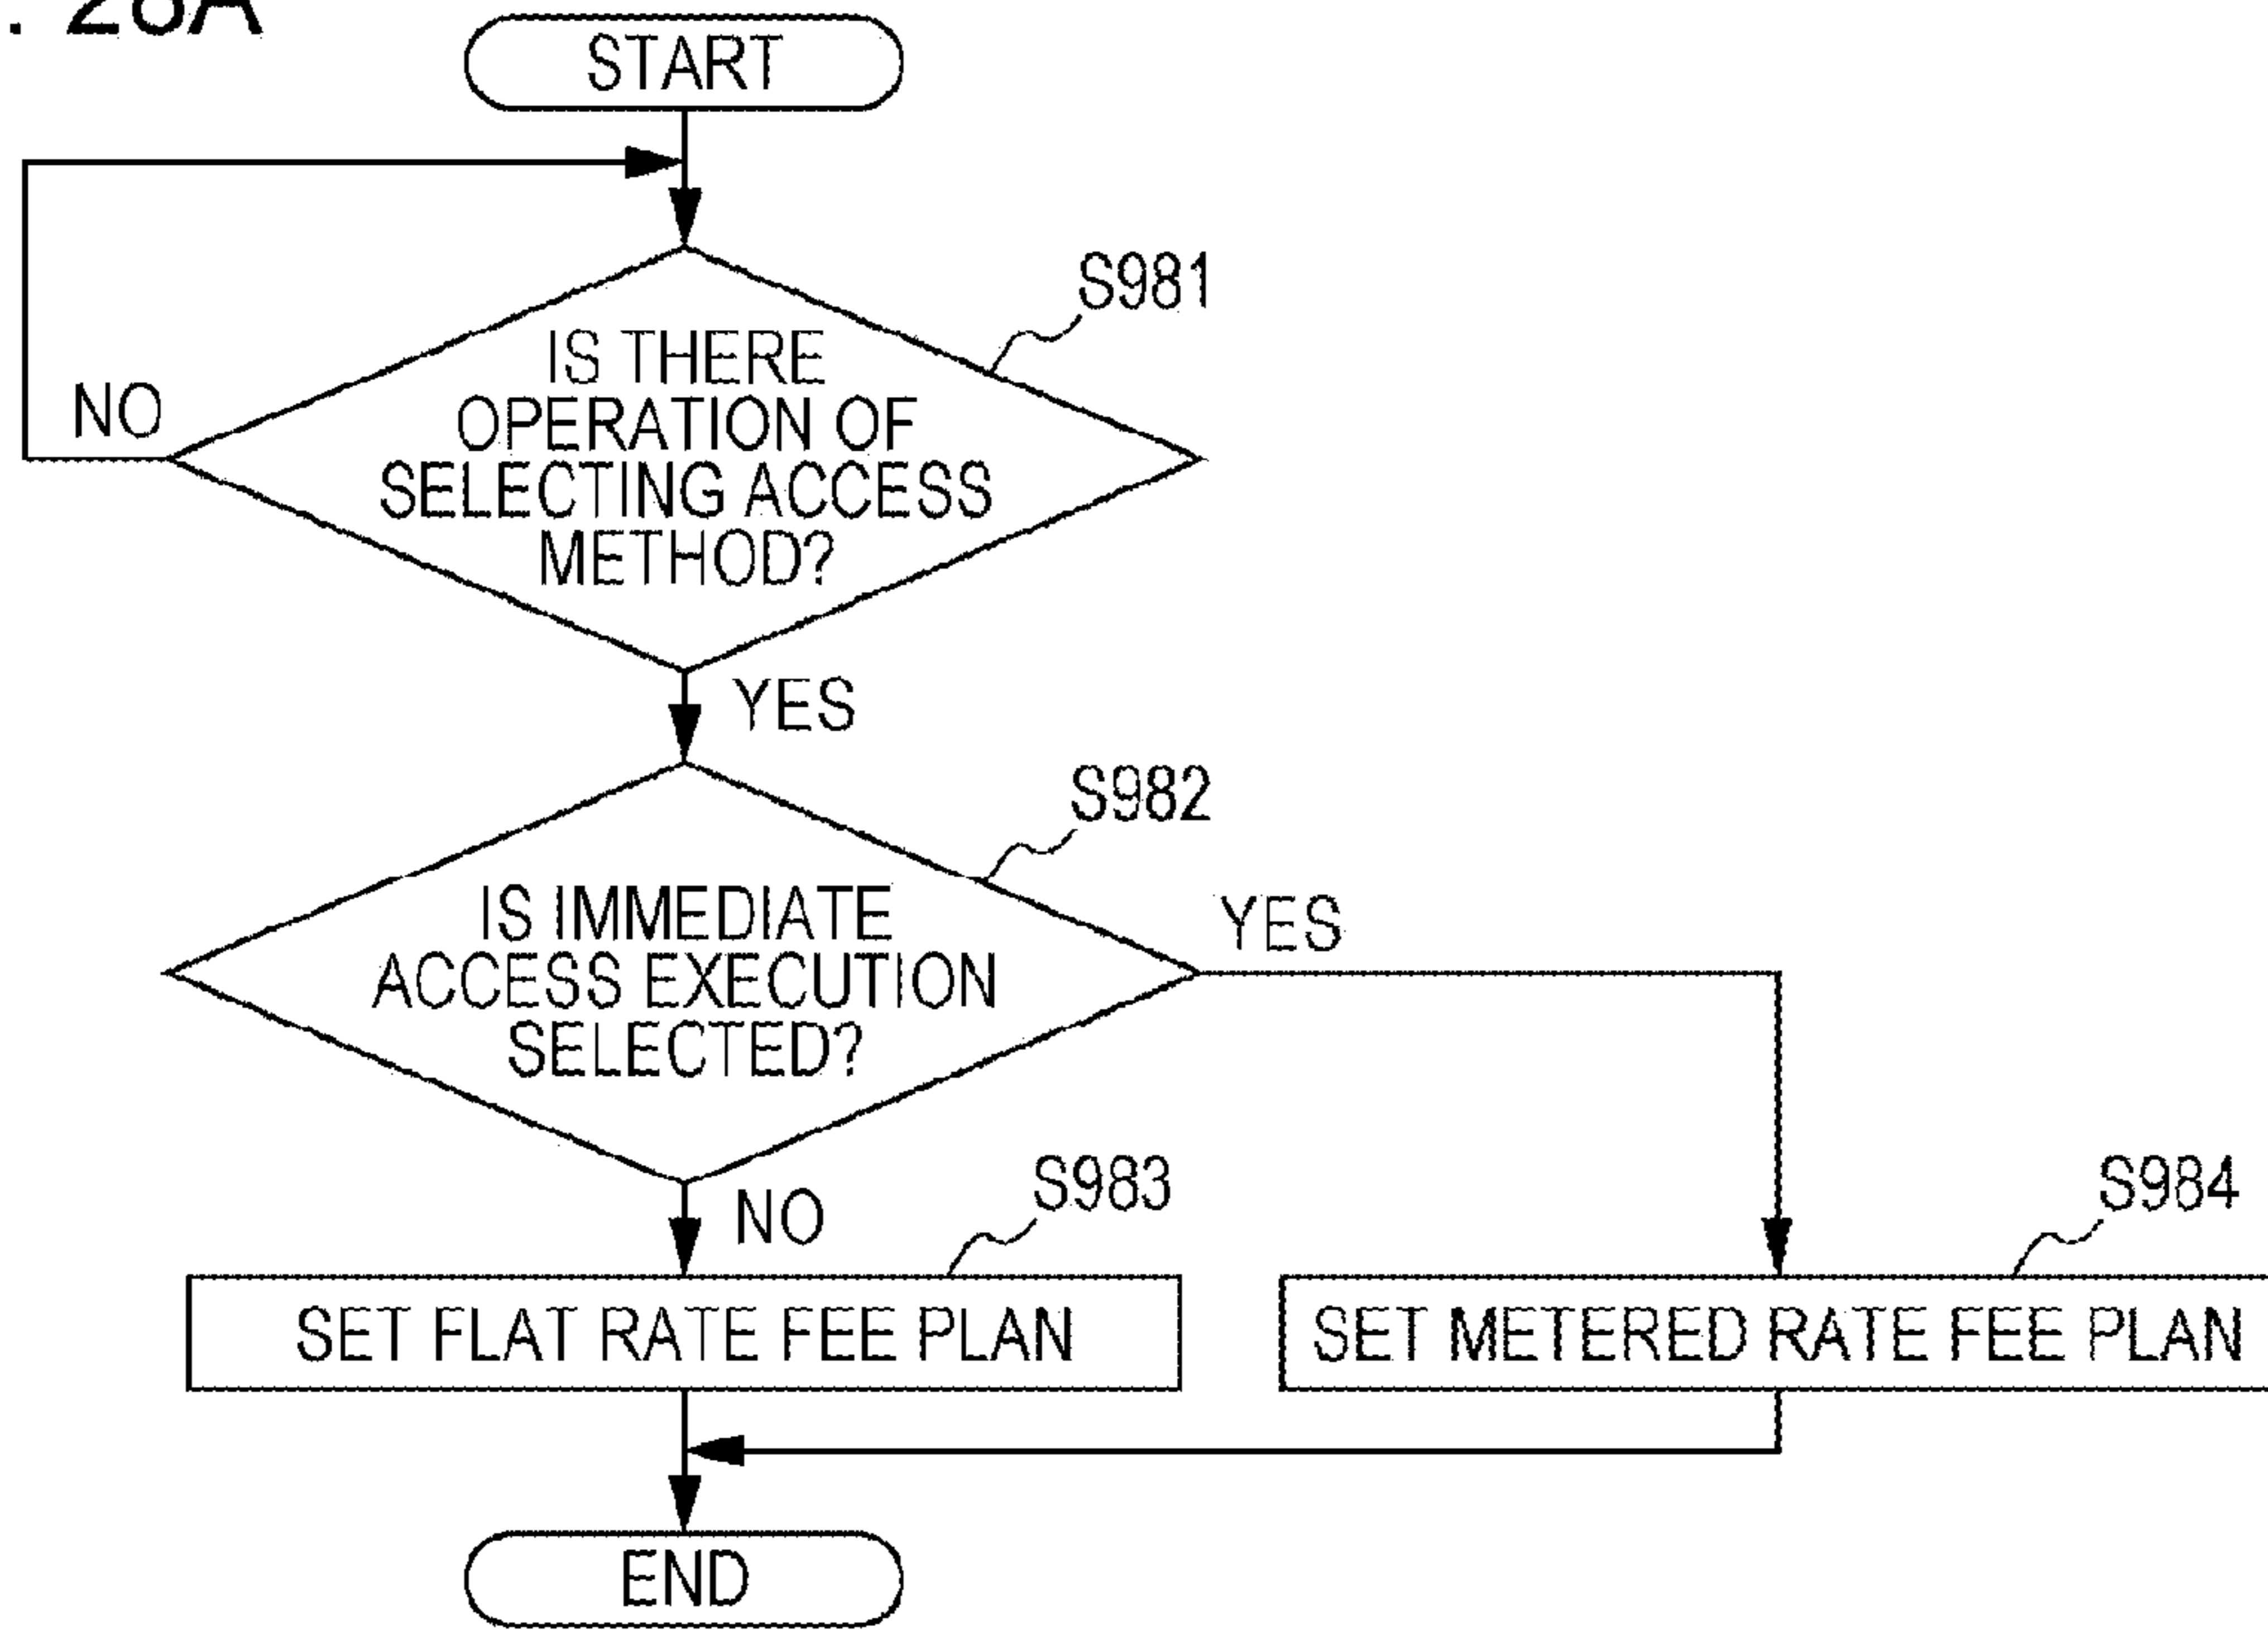 . 28A
START
S981
IS THERE
OPERATION OF
SELECTING ACCESS
METHOD?
NO
YES
S982
IS IMMEDIATE
ACCESS EXECUTION
SELECTED?
YES
NO
S983
S984
SET FLAT RATE FEE PLAN
SET METERED RATE FEE PLAN
END